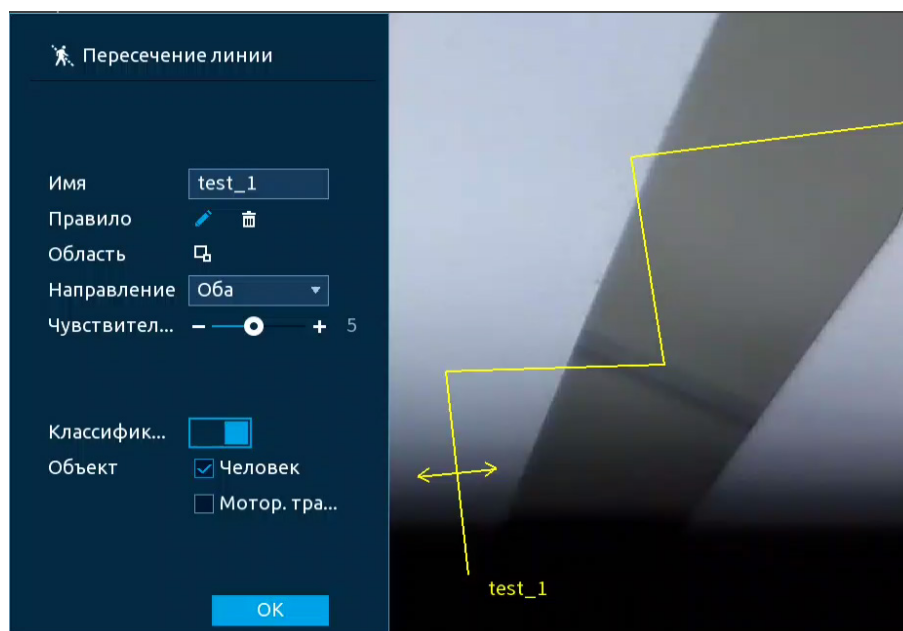 Пересечение линии
Имя test_1
Правило
Область
Направление Оба
Чувствител... 5
Классифик...
Объект Человек
Мотор. тра...
OK
test_1